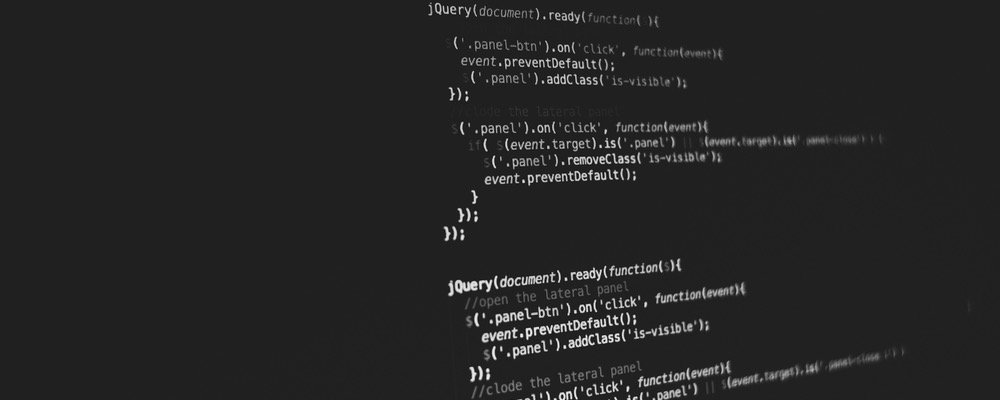 jQuery(document).ready(function( ){
$('.panel-btn').on('click', function(event){
event.preventDefault();
$('.panel').addClass('is-visible');
});
//clode the lateral panel
$('.panel').on('click', function(event){
if( $(event.target).is('.panel') || $(event.target).is('.panel-close') ) {
$('.panel').removeClass('is-visible');
event.preventDefault();
}
});
});
jQuery(document).ready(function($){
//open the lateral panel
$('.panel-btn').on('click', function(event){
event.preventDefault();
$('.panel').addClass('is-visible');
});
//clode the lateral panel
$('.panel').on('click', function(event){
is('.panel') || $(event.target).is('.panel-close') ) {